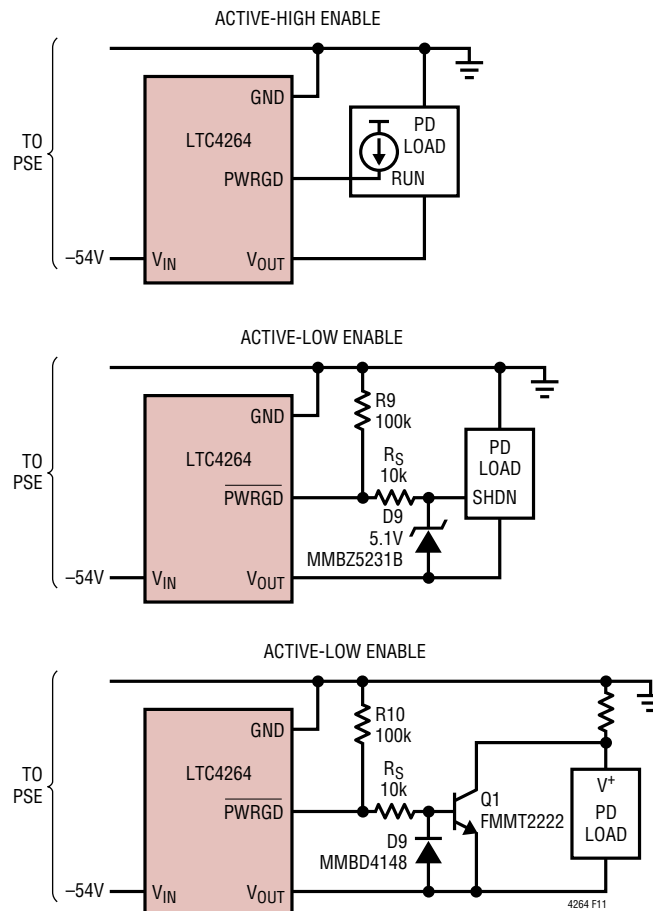 ACTIVE-HIGH ENABLE
GND
TO
PSE
LTC4264
PD
LOAD
PWRGD
RUN
–54V
VIN
VOUT
ACTIVE-LOW ENABLE
GND
R9
100k
TO
PSE
LTC4264
RS
10k
PD
LOAD
PWRGD
SHDN
D9
5.1V
MMBZ5231B
–54V
VIN
VOUT
ACTIVE-LOW ENABLE
GND
R10
100k
TO
PSE
LTC4264
RS
10k
V+
PD
LOAD
PWRGD
Q1
FMMT2222
D9
MMBD4148
–54V
VIN
VOUT
4264 F11